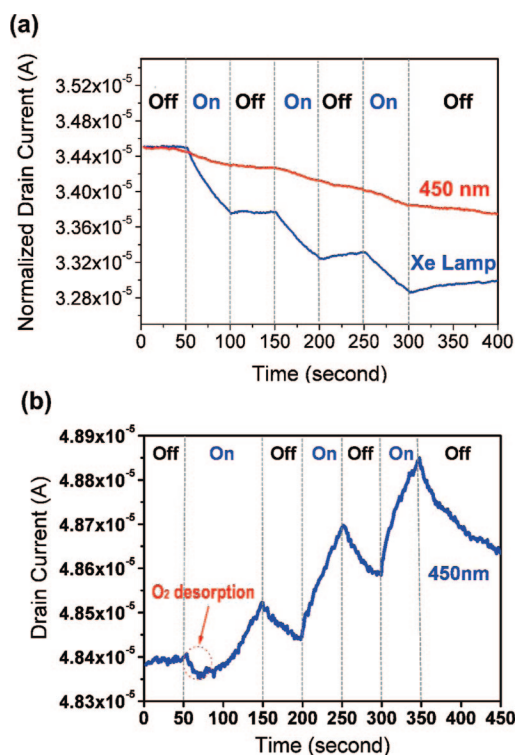 (a)
Normalized Drain Current (A)
3.52x10⁻⁵
3.48x10⁻⁵
3.44x10⁻⁵
3.40x10⁻⁵
3.36x10⁻⁵
3.32x10⁻⁵
3.28x10⁻⁵
Off On Off On Off On Off
450 nm
Xe Lamp
0 50 100 150 200 250 300 350 400
Time (second)
(b)
Drain Current (A)
4.89x10⁻⁵
4.88x10⁻⁵
4.87x10⁻⁵
4.86x10⁻⁵
4.85x10⁻⁵
4.84x10⁻⁵
4.83x10⁻⁵
Off On Off On Off On Off
O₂ desorption
450nm
0 50 100 150 200 250 300 350 400 450
Time (second)